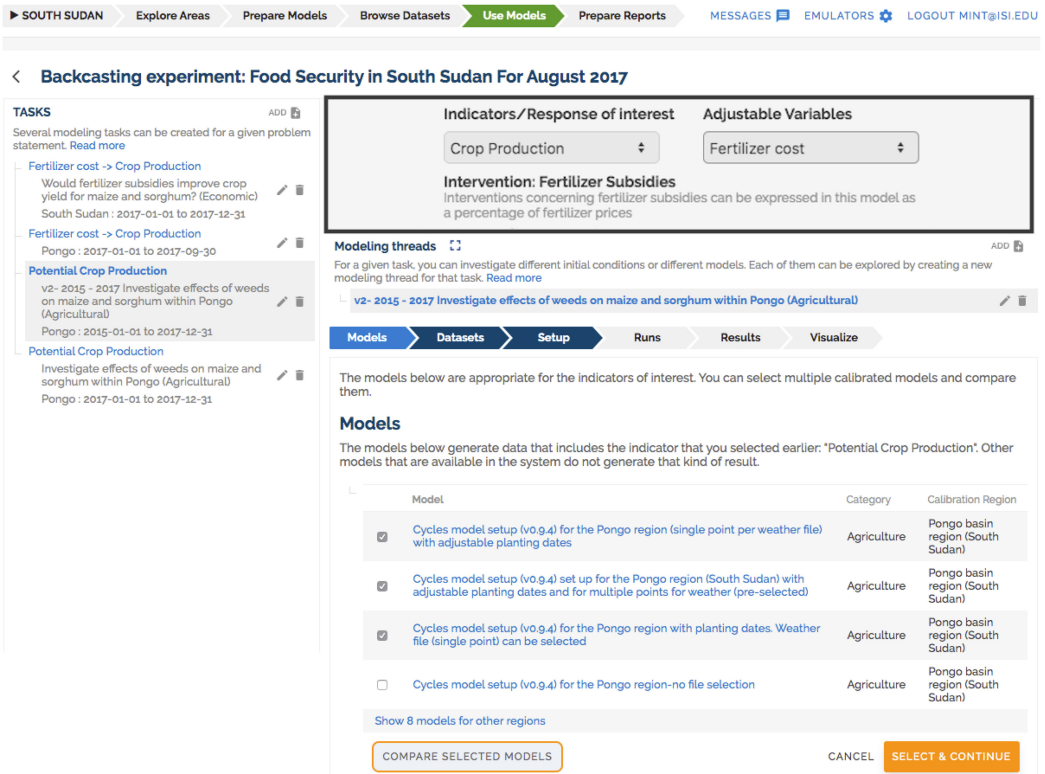 SOUTH SUDAN Explore Areas Prepare Models Browse Datasets Use Models Prepare Reports MESSAGES EMULATORS LOGOUT MINT@ISI.EDU
Backcasting experiment: Food Security in South Sudan For August 2017
TASKS ADD
Several modeling tasks can be created for a given problem
statement. Read more
Fertilizer cost -> Crop Production
Would fertilizer subsidies improve crop
yield for maize and sorghum? (Economic)
South Sudan : 2017-01-01 to 2017-12-31
Fertilizer cost -> Crop Production
Pongo : 2017-01-01 to 2017-09-30
Potential Crop Production
v2- 2015 - 2017 Investigate effects of weeds
on maize and sorghum within Pongo
(Agricultural)
Pongo : 2015-01-01 to 2017-12-31
Potential Crop Production
Investigate effects of weeds on maize and
sorghum within Pongo (Agricultural)
Pongo : 2017-01-01 to 2017-12-31
Indicators/Response of interest Adjustable Variables
Crop Production Fertilizer cost
Intervention: Fertilizer Subsidies
Interventions concerning fertilizer subsidies can be expressed in this model as
a percentage of fertilizer prices
Modeling threads ADD
For a given task, you can investigate different initial conditions or different models. Each of them can be explored by creating a new
modeling thread for that task. Read more
v2- 2015 - 2017 Investigate effects of weeds on maize and sorghum within Pongo (Agricultural)
Models Datasets Setup Runs Results Visualize
The models below are appropriate for the indicators of interest. You can select multiple calibrated models and compare
them.
Models
The models below generate data that includes the indicator that you selected earlier: "Potential Crop Production". Other
models that are available in the system do not generate that kind of result.
Model Category Calibration Region
Cycles model setup (v0.9.4) for the Pongo region (single point per weather file)
with adjustable planting dates
Agriculture
Pongo basin
region (South
Sudan)
Cycles model setup (v0.9.4) set up for the Pongo region (South Sudan) with
adjustable planting dates and for multiple points for weather (pre-selected)
Agriculture
Pongo basin
region (South
Sudan)
Cycles model setup (v0.9.4) for the Pongo region with planting dates. Weather
file (single point) can be selected
Agriculture
Pongo basin
region (South
Sudan)
Cycles model setup (v0.9.4) for the Pongo region-no file selection
Agriculture
Pongo basin
region (South
Sudan)
Show 8 models for other regions
COMPARE SELECTED MODELS CANCEL SELECT & CONTINUE